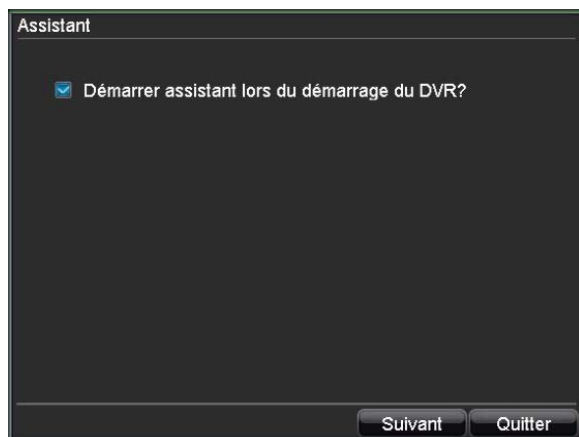 Assistant
Démarrer assistant lors du démarrage du DVR?
Suivant Quitter